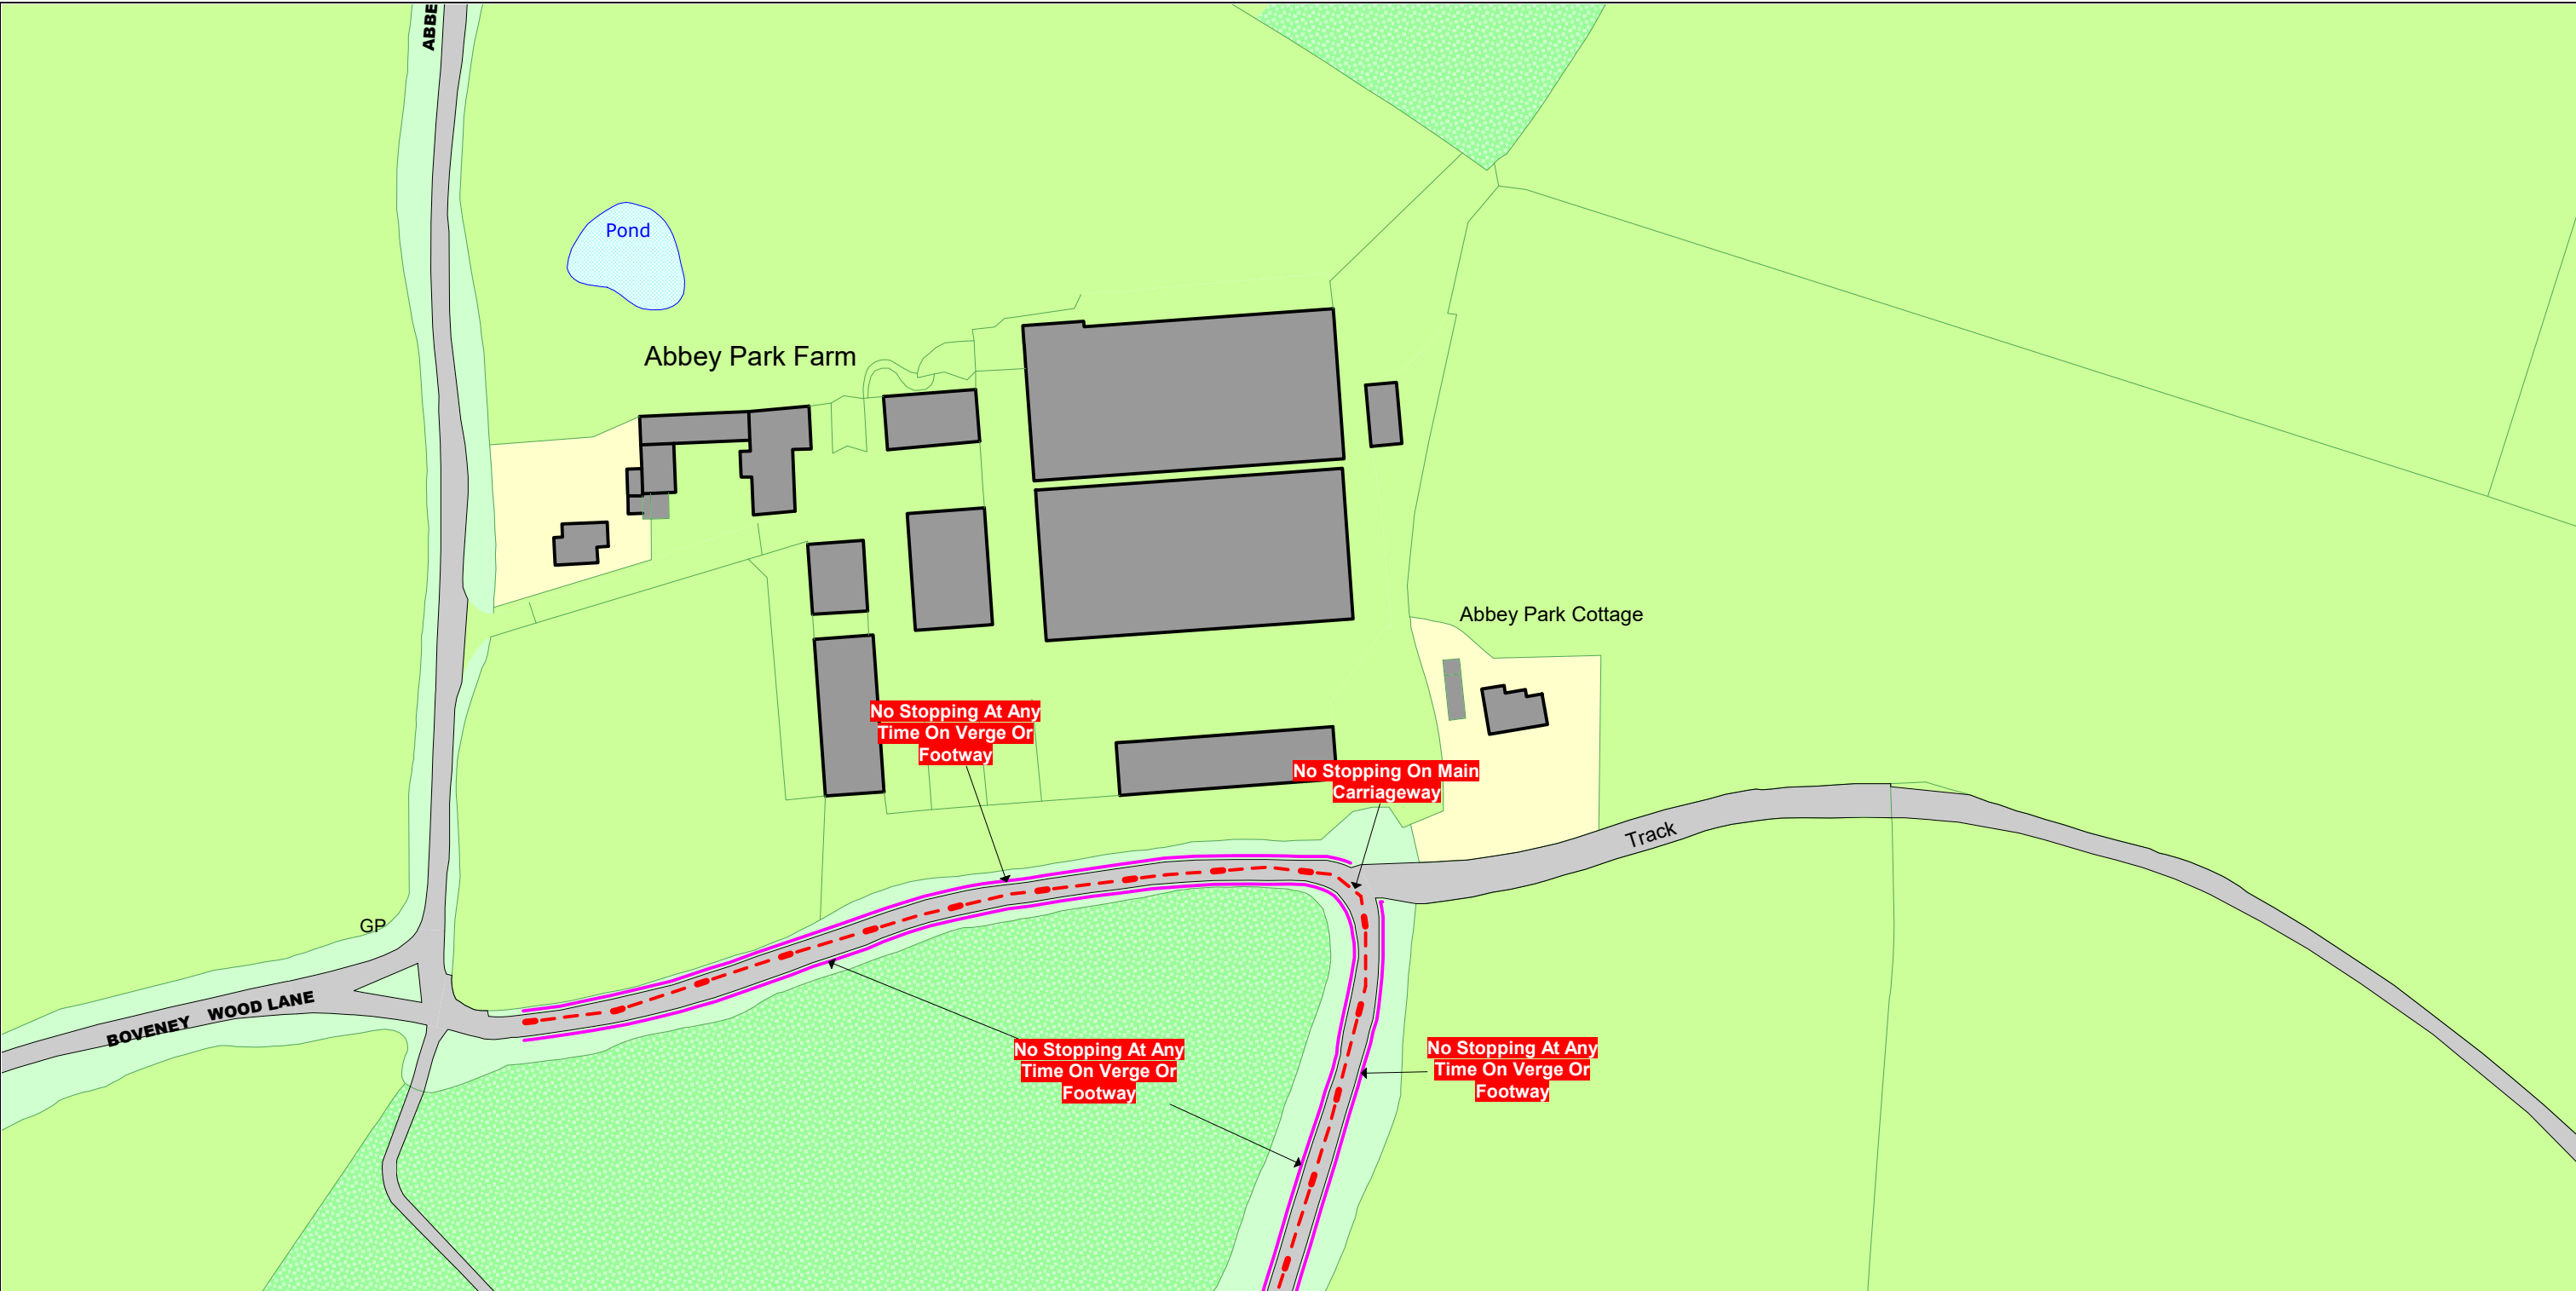 ABBE
Pond
Abbey Park Farm
Abbey Park Cottage
No Stopping At Any
Time On Verge Or
Footway
No Stopping On Main
Carriageway
Track
GP
BOVENEY WOOD LANE
No Stopping At Any
Time On Verge Or
Footway
No Stopping At Any
Time On Verge Or
Footway